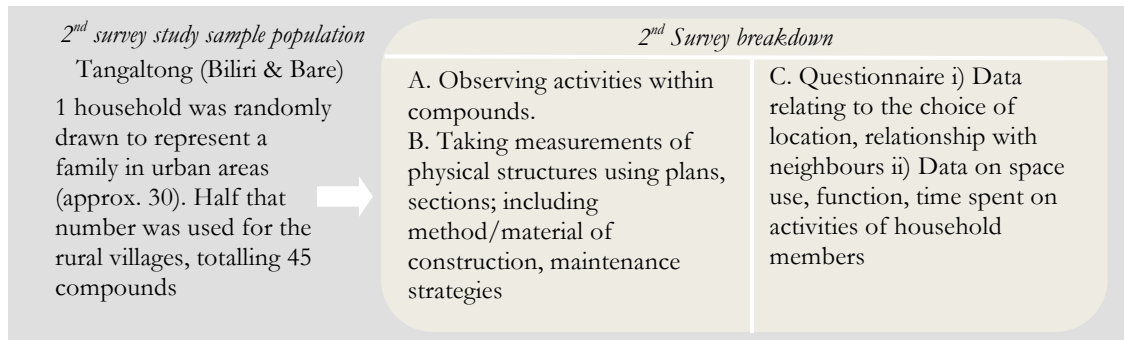 2nd survey study sample population
Tangaltong (Biliri & Bare)
1 household was randomly
drawn to represent a
family in urban areas
(approx. 30). Half that
number was used for the
rural villages, totalling 45
compounds
2nd Survey breakdown
A. Observing activities within
compounds.
B. Taking measurements of
physical structures using plans,
sections; including
method/material of
construction, maintenance
strategies
C. Questionnaire i) Data
relating to the choice of
location, relationship with
neighbours ii) Data on space
use, function, time spent on
activities of household
members